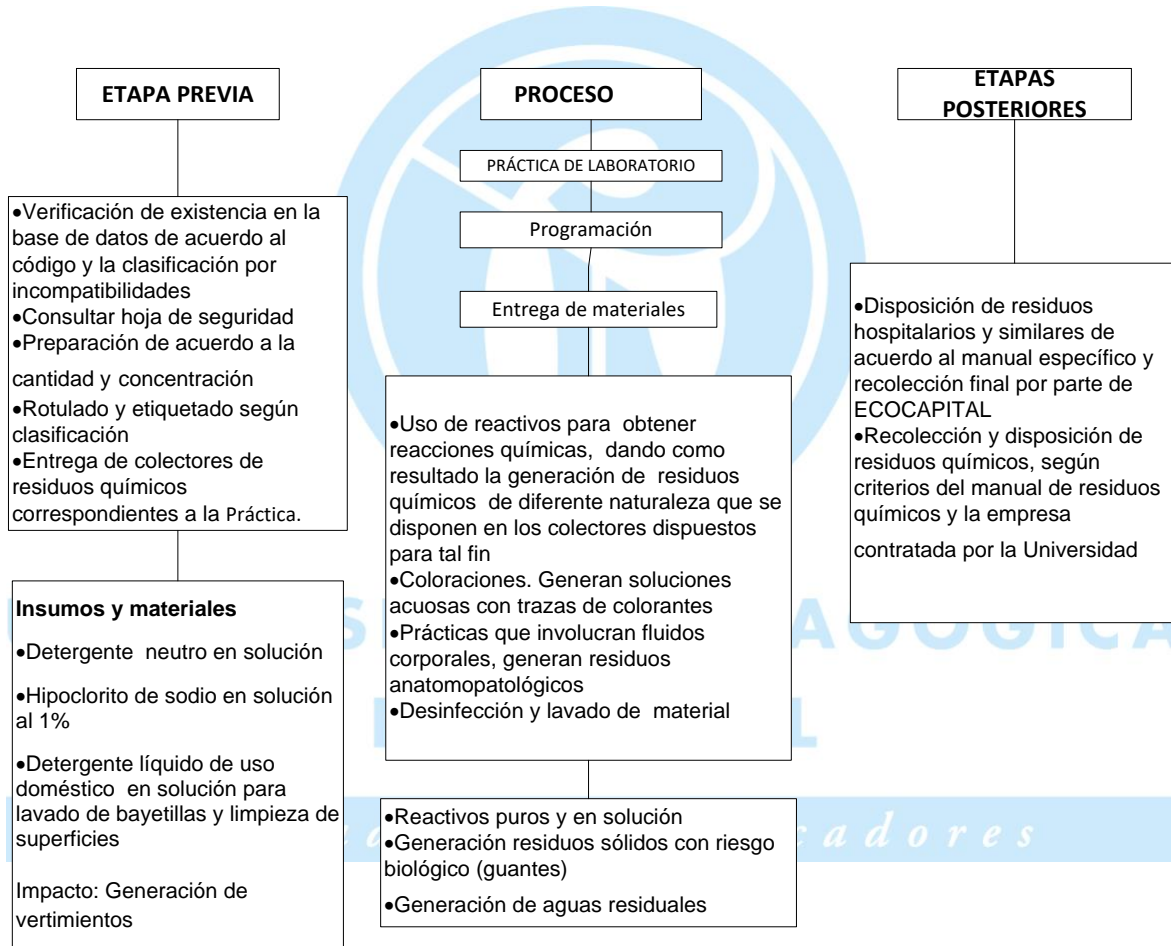 ETAPA PREVIA
•Verificación de existencia en la
base de datos de acuerdo al
código y la clasificación por
incompatibilidades
•Consultar hoja de seguridad
•Preparación de acuerdo a la
cantidad y concentración
•Rotulado y etiquetado según
clasificación
•Entrega de colectores de
residuos químicos
correspondientes a la Práctica.
Insumos y materiales
•Detergente neutro en solución
•Hipoclorito de sodio en solución
al 1%
•Detergente líquido de uso
doméstico en solución para
lavado de bayetillas y limpieza de
superficies
Impacto: Generación de
vertimientos
PROCESO
PRÁCTICA DE LABORATORIO
Programación
Entrega de materiales
•Uso de reactivos para obtener
reacciones químicas, dando como
resultado la generación de residuos
químicos de diferente naturaleza que se
disponen en los colectores dispuestos
para tal fin
•Coloraciones. Generan soluciones
acuosas con trazas de colorantes
•Prácticas que involucran fluidos
corporales, generan residuos
anatomopatológicos
•Desinfección y lavado de material
•Reactivos puros y en solución
•Generación residuos sólidos con riesgo
biológico (guantes)
•Generación de aguas residuales
ETAPAS
POSTERIORES
•Disposición de residuos
hospitalarios y similares de
acuerdo al manual específico y
recolección final por parte de
ECOCAPITAL
•Recolección y disposición de
residuos químicos, según
criterios del manual de residuos
químicos y la empresa
contratada por la Universidad